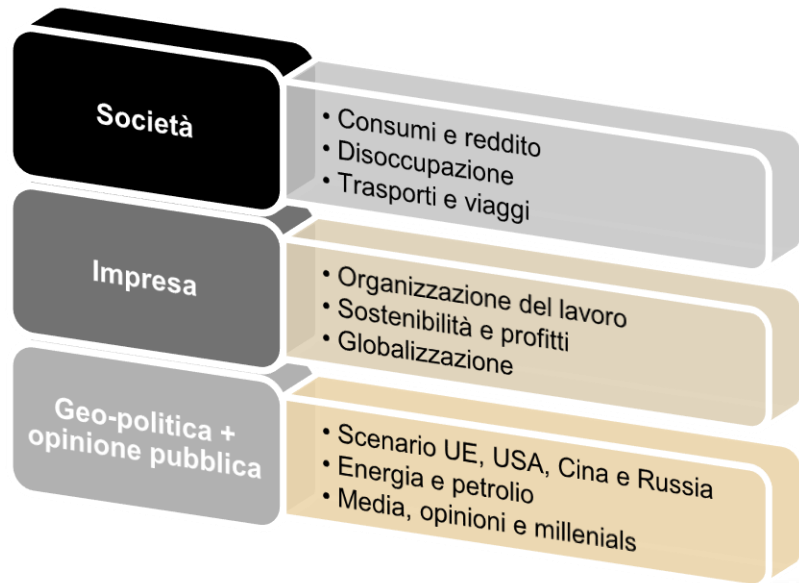 Società
• Consumi e reddito
• Disoccupazione
• Trasporti e viaggi
Impresa
• Organizzazione del lavoro
• Sostenibilità e profitti
• Globalizzazione
Geo-politica +
opinione pubblica
• Scenario UE, USA, Cina e Russia
• Energia e petrolio
• Media, opinioni e millenials